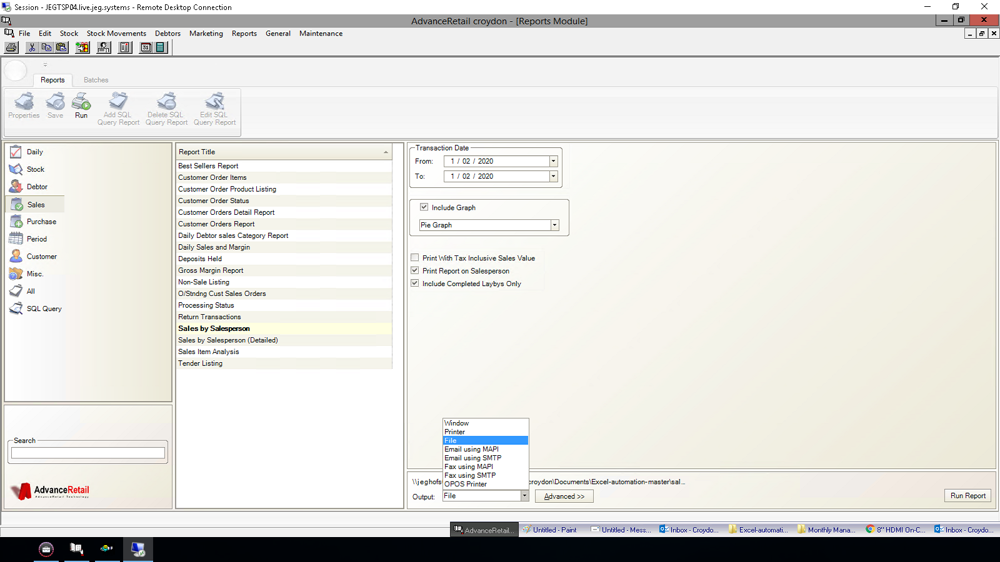 Session - JEGTSP04.live.jeg.systems - Remote Desktop Connection
AdvanceRetail croydon - [Reports Module]
File Edit Stock Stock Movements Debtors Marketing Reports General Maintenance
31
Reports Batches
Properties Save Run Add SQL Query Report Delete SQL Query Report Edit SQL Query Report
Daily
Stock
Debtor
Sales
Purchase
Period
Customer
Misc.
All
SQL Query
Search
AdvanceRetail
AdvanceRetail Technology
Report Title
Best Sellers Report
Customer Order Items
Customer Order Product Listing
Customer Order Status
Customer Orders Detail Report
Customer Orders Report
Daily Debtor sales Category Report
Daily Sales and Margin
Deposits Held
Gross Margin Report
Non-Sale Listing
O/Stndng Cust Sales Orders
Processing Status
Return Transactions
Sales by Salesperson
Sales by Salesperson (Detailed)
Sales Item Analysis
Tender Listing
Transaction Date
From: 1 / 02 / 2020
To: 1 / 02 / 2020
Include Graph
Pie Graph
Print With Tax Inclusive Sales Value
Print Report on Salesperson
Include Completed Laybys Only
Window
Printer
File
Email using MAPI
Email using SMTP
Fax using MAPI
Fax using SMTP
OPOS Printer
\\jeghofs croydon\Documents\Excel-automation-master\sal...
Output: File Advanced >> Run Report
AdvanceRetail... Untitled - Paint Untitled - Mess... Inbox - Croydo... Excel-automati... Monthly Mana... 8" HDMI On-C... Inbox - Croydo...